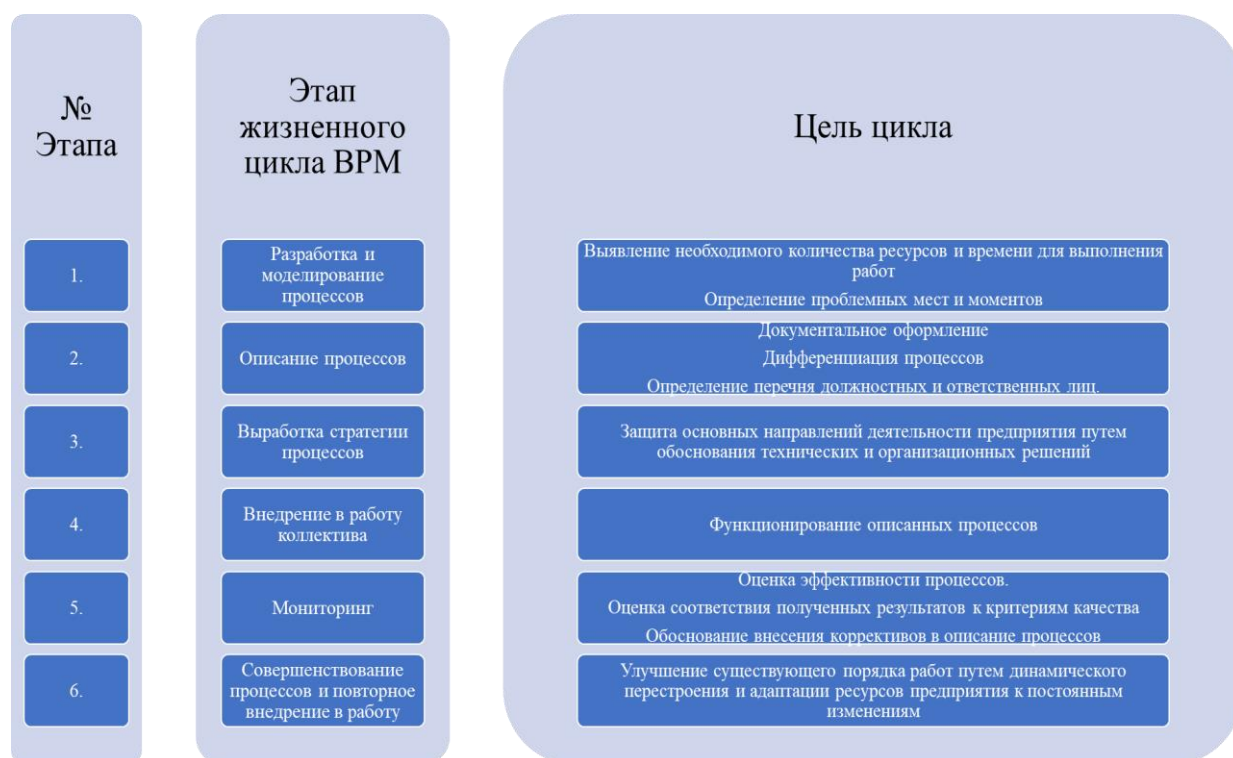 №
Этапа
Этап
жизненного
цикла BPM
Цель цикла
1.
Разработка и
моделирование
процессов
Выявление необходимого количества ресурсов и времени для выполнения
работ
Определение проблемных мест и моментов
2.
Описание процессов
Документальное оформление
Дифференциация процессов
Определение перечня должностных и ответственных лиц.
3.
Выработка стратегии
процессов
Защита основных направлений деятельности предприятия путем
обоснования технических и организационных решений
4.
Внедрение в работу
коллектива
Функционирование описанных процессов
5.
Мониторинг
Оценка эффективности процессов.
Оценка соответствия полученных результатов к критериям качества
Обоснование внесения коррективов в описание процессов
6.
Совершенствование
процессов и повторное
внедрение в работу
Улучшение существующего порядка работ путем динамического
перестроения и адаптации ресурсов предприятия к постоянным
изменениям